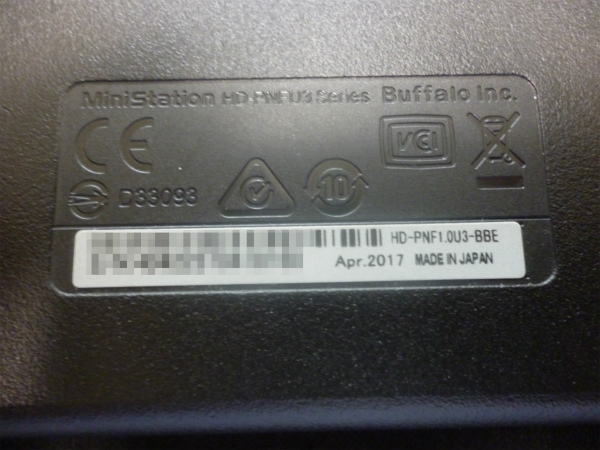 MiniStation HD-PNFU3 Series Buffalo Inc.
CE
VCI
D33093
10
HD-PNF1.0U3-BBE
Apr.2017 MADE IN JAPAN